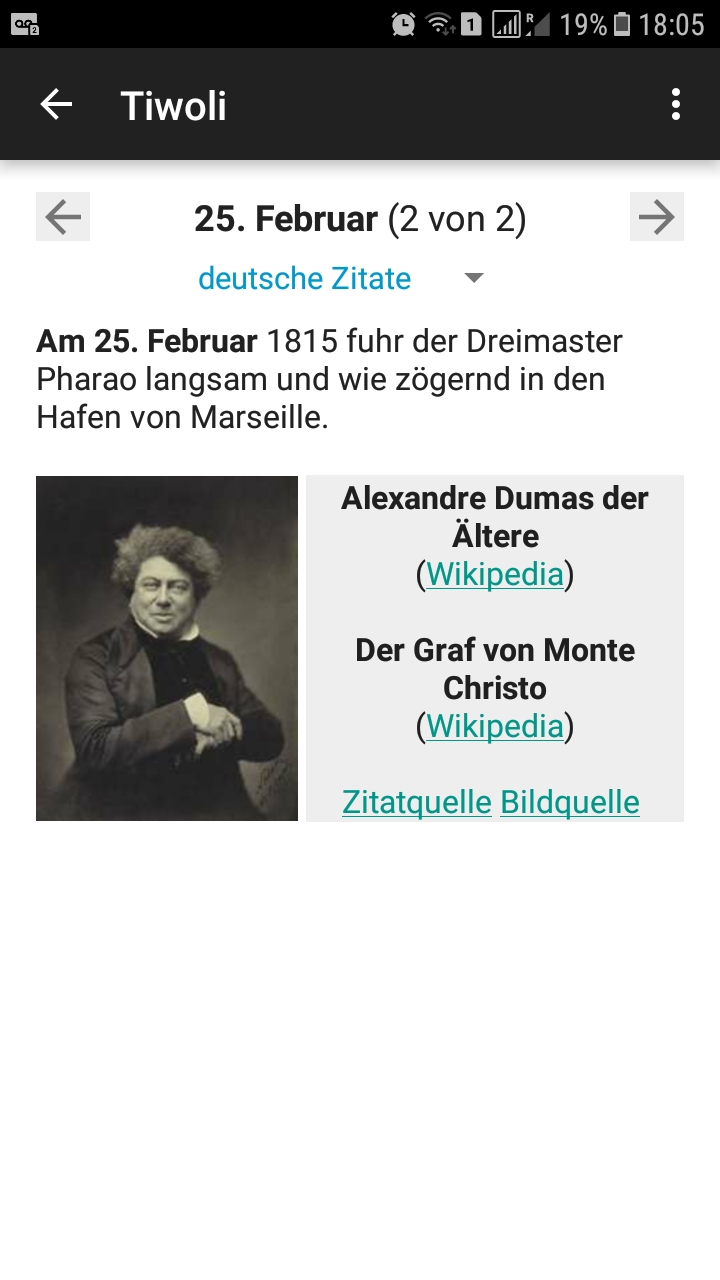 19% 18:05
Tiwoli
25. Februar (2 von 2)
deutsche Zitate
Am 25. Februar 1815 fuhr der Dreimaster
Pharao langsam und wie zögernd in den
Hafen von Marseille.
Alexandre Dumas der
Ältere
(Wikipedia)
Der Graf von Monte
Christo
(Wikipedia)
Zitatquelle Bildquelle